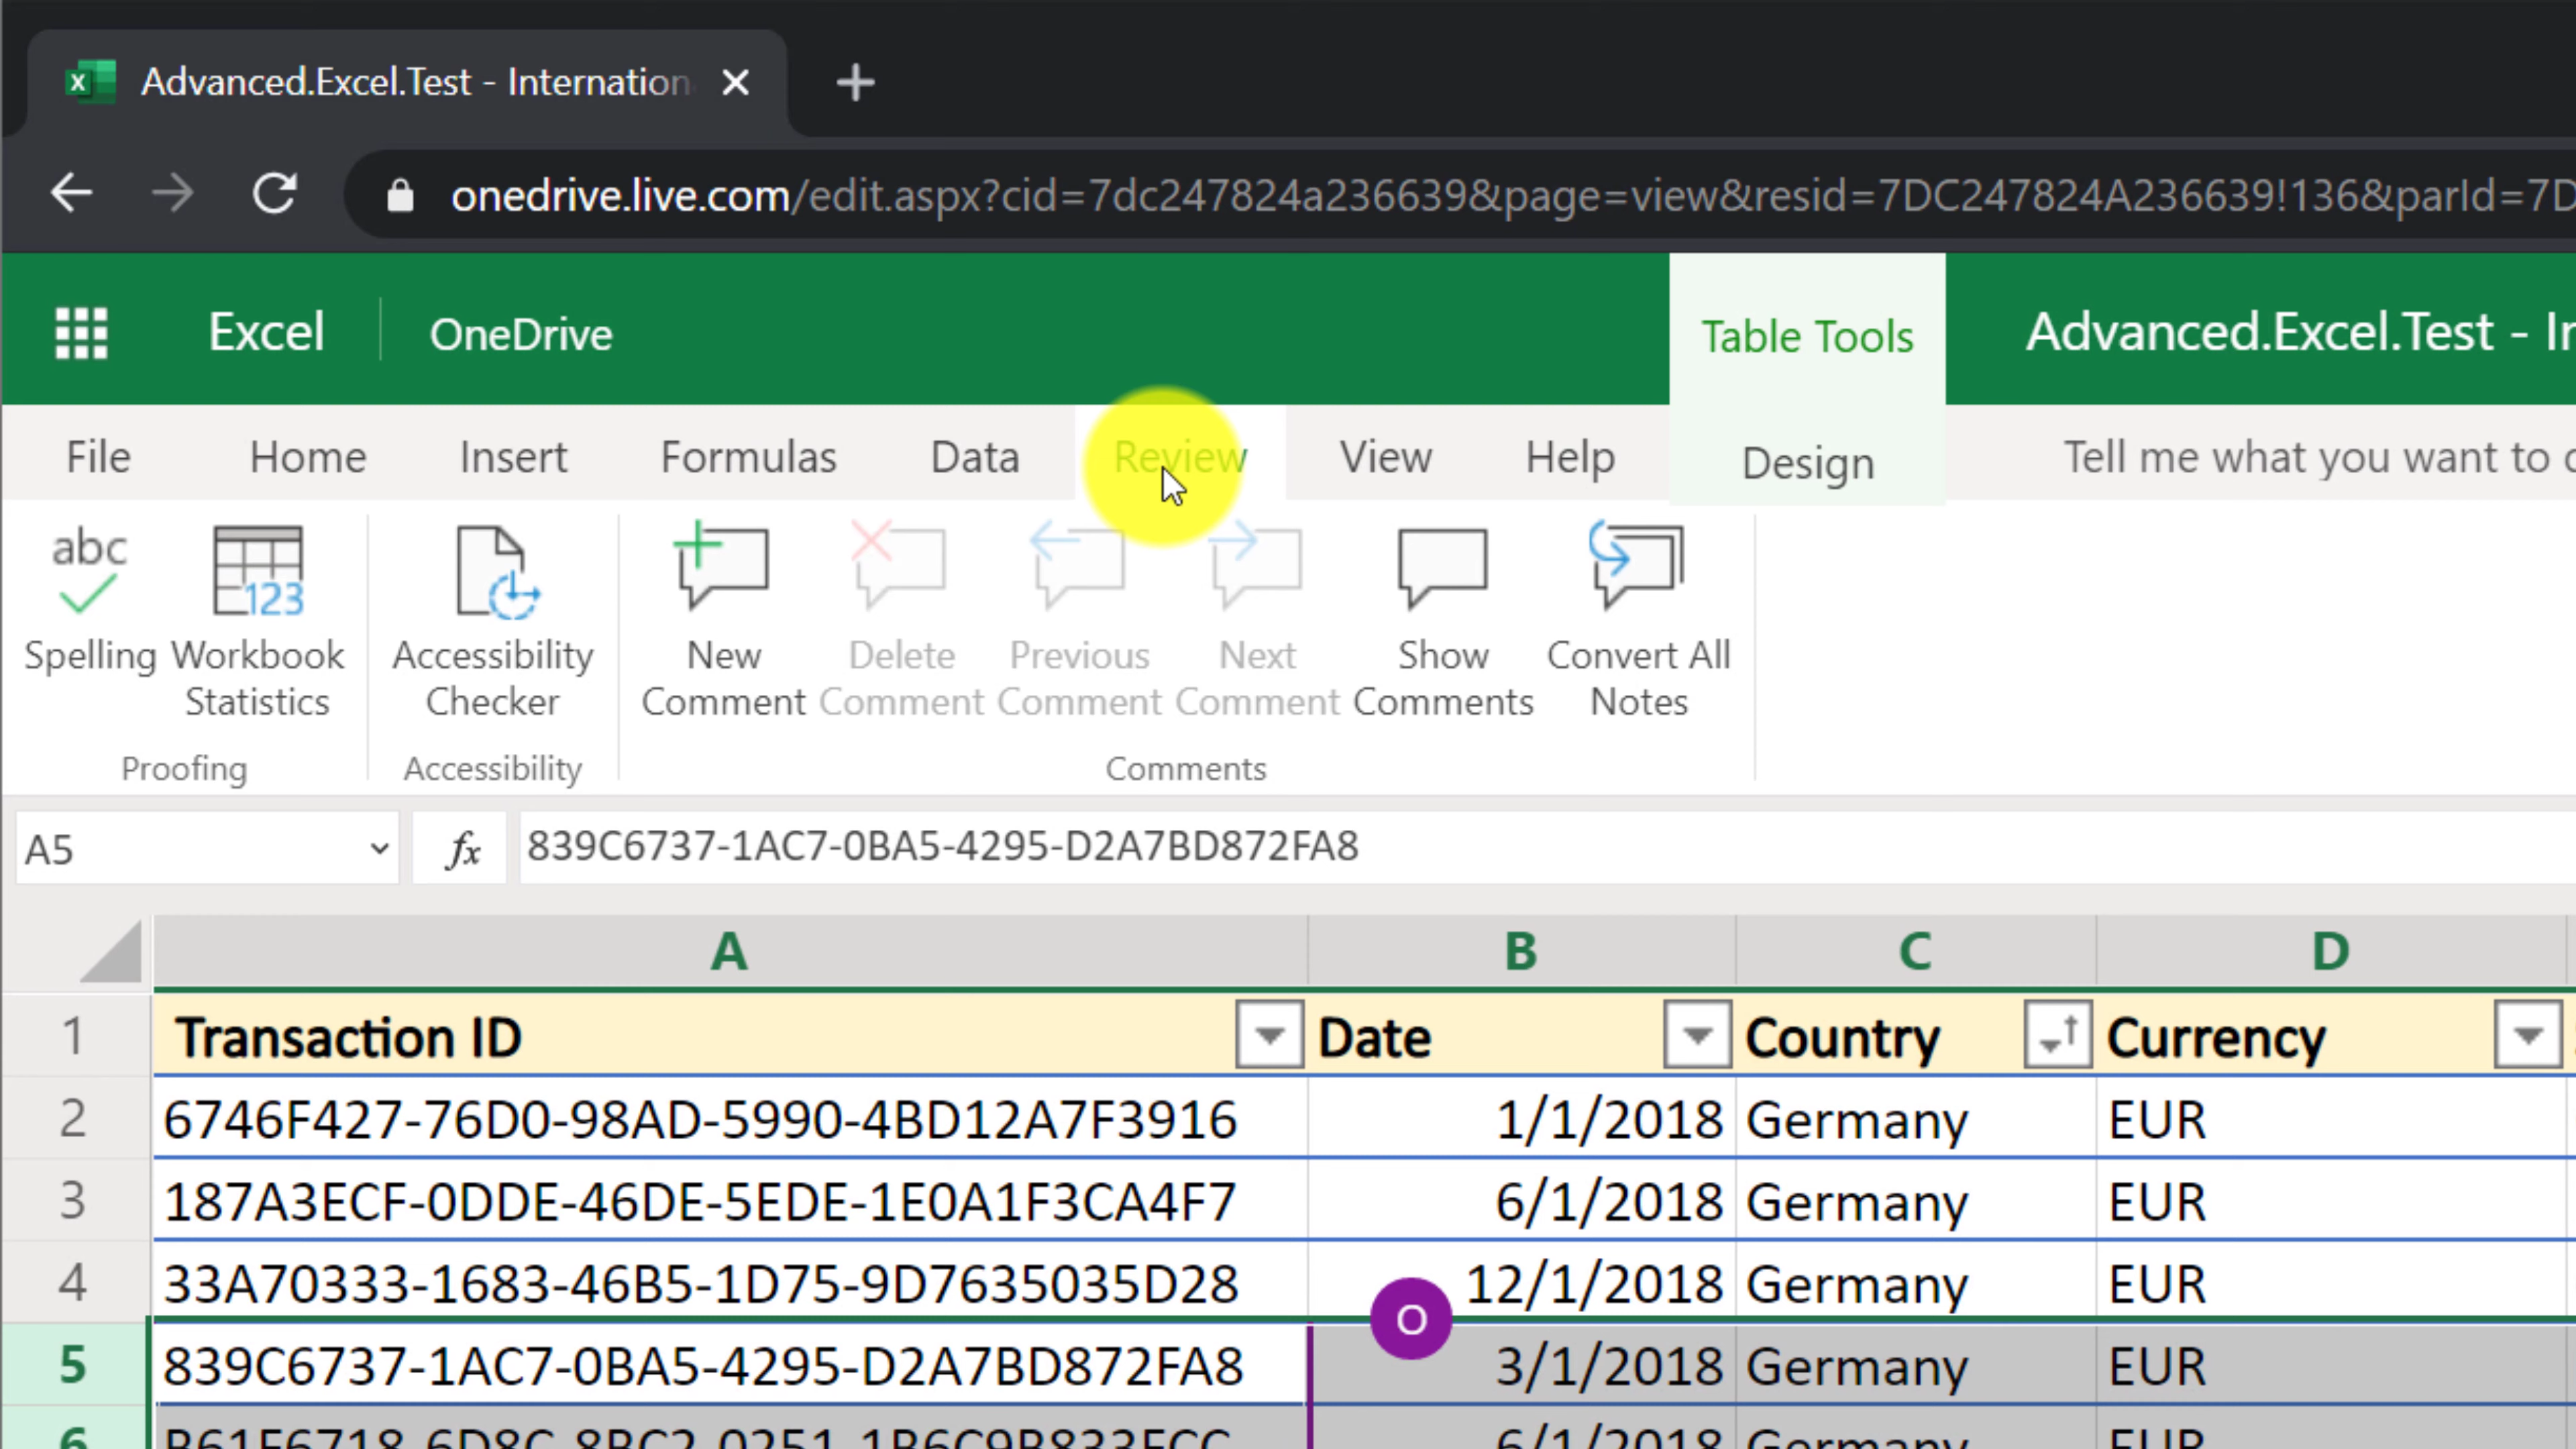 Advanced.Excel.Test - Internation
onedrive.live.com/edit.aspx?cid=7dc247824a236639&page=view&resid=7DC247824A236639!136&parId=7D
Excel OneDrive Table Tools Advanced.Excel.Test - In
File Home Insert Formulas Data Review View Help Design Tell me what you want to
abc
123
Spelling Workbook Statistics Accessibility Checker New Comment Delete Comment Previous Comment Next Comment Show Comments Convert All Notes
Proofing Accessibility Comments
A5 fx 839C6737-1AC7-0BA5-4295-D2A7BD872FA8
A B C D
1 Transaction ID Date Country Currency
2 6746F427-76D0-98AD-5990-4BD12A7F3916 1/1/2018 Germany EUR
3 187A3ECF-0DDE-46DE-5EDE-1E0A1F3CA4F7 6/1/2018 Germany EUR
4 33A70333-1683-46B5-1D75-9D7635035D28 12/1/2018 Germany EUR
O
5 839C6737-1AC7-0BA5-4295-D2A7BD872FA8 3/1/2018 Germany EUR
6 6/1/2018 Germany EUR